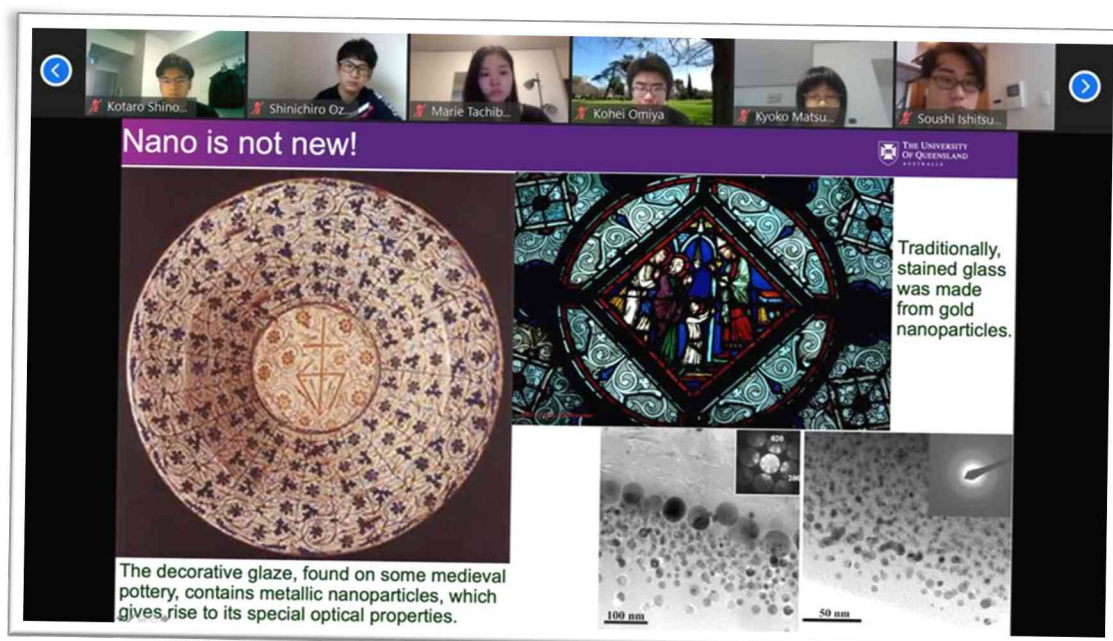 Kotaro Shino...
Shinichiro Oz...
Marie Tachib...
Kohei Omiya
Kyoko Matsu...
Soushi Ishitsu...
Nano is not new!
THE UNIVERSITY
OF QUEENSLAND
AUSTRALIA
Traditionally,
stained glass
was made
from gold
nanoparticles.
020
200
100 nm
50 nm
The decorative glaze, found on some medieval
pottery, contains metallic nanoparticles, which
gives rise to its special optical properties.